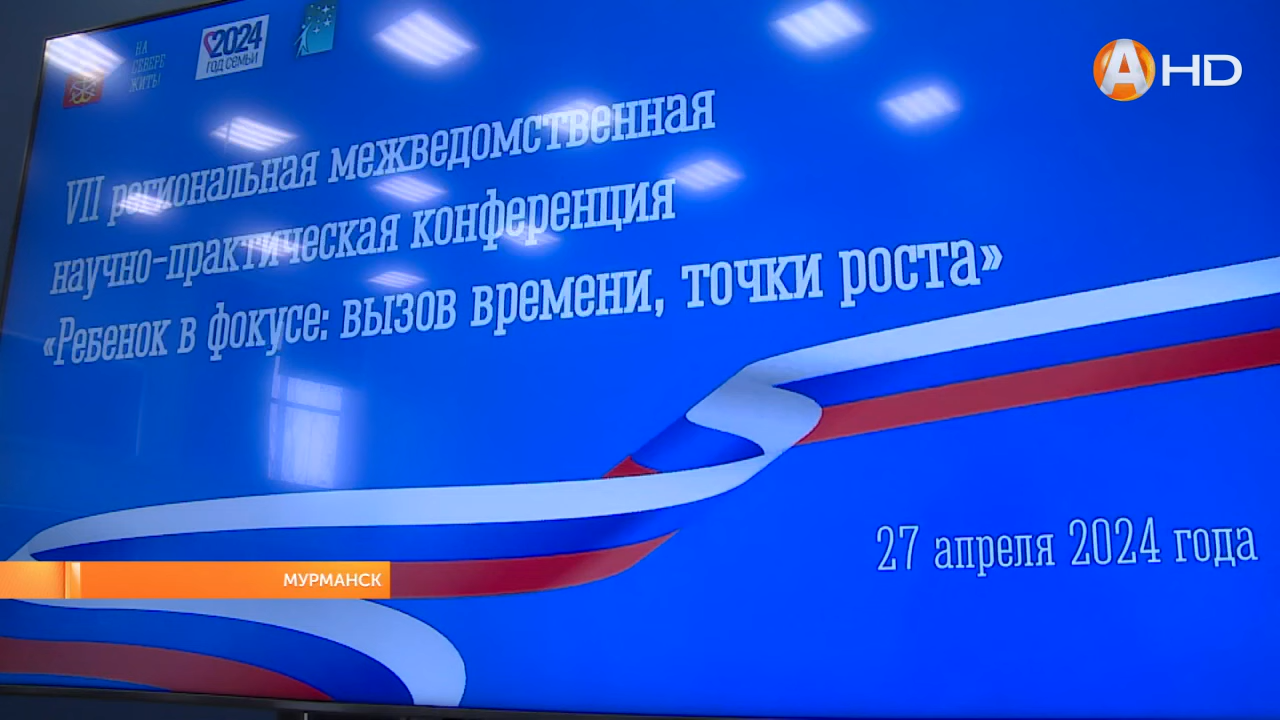 НА
СЕВЕРЕ
ЖИТЬ!
2024
ГОД СЕМЬИ
А HD
VII региональная межведомственная
научно-практическая конференция
«Ребенок в фокусе: вызов времени, точки роста»
27 апреля 2024 года
МУРМАНСК